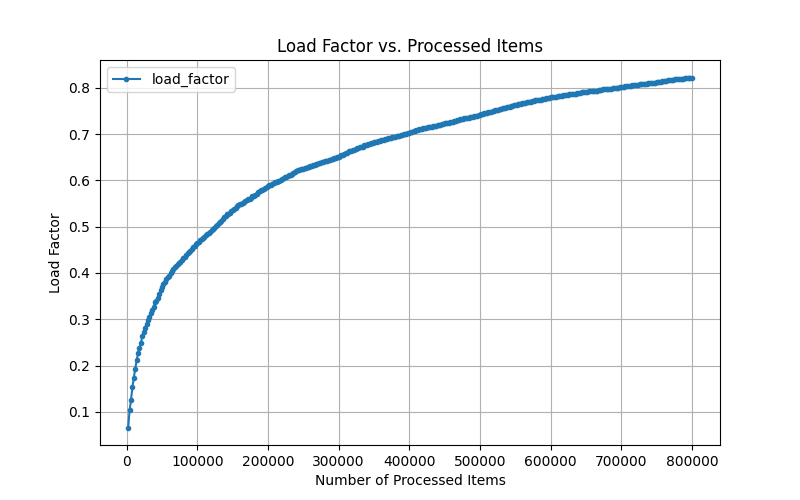 Load Factor vs. Processed Items
load_factor
Load Factor
0.8
0.7
0.6
0.5
0.4
0.3
0.2
0.1
0 100000 200000 300000 400000 500000 600000 700000 800000
Number of Processed Items